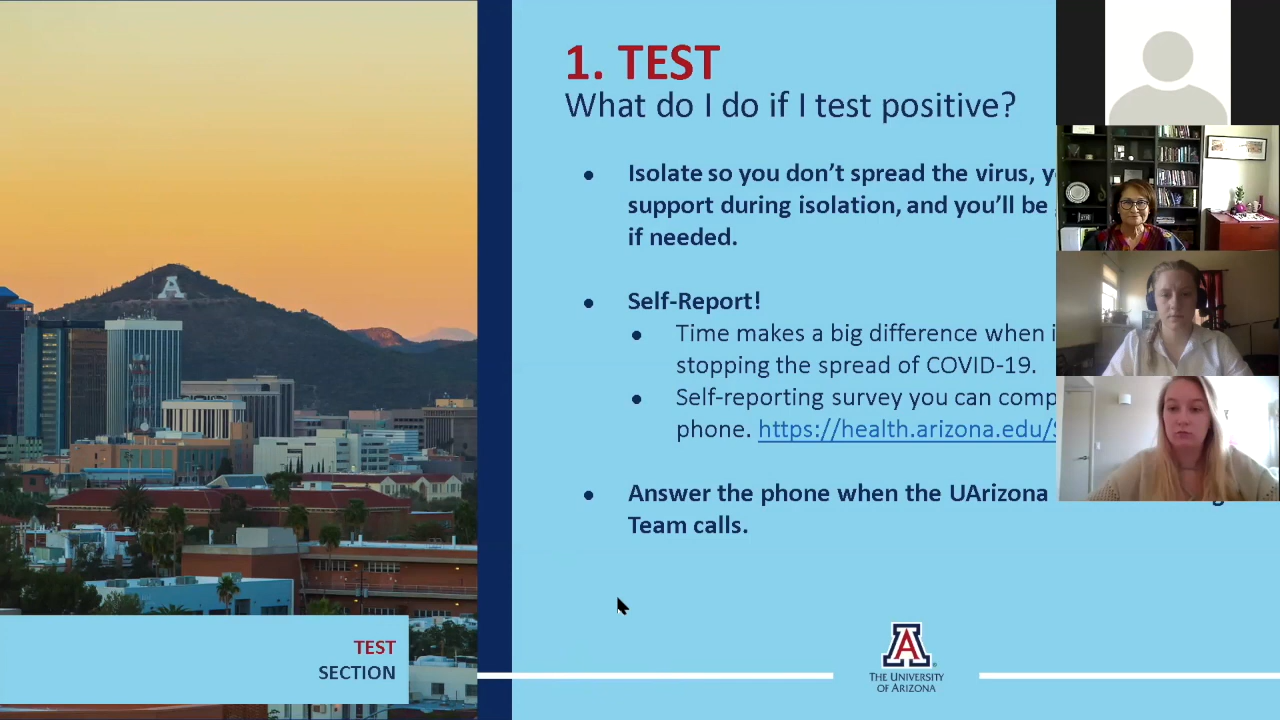 1. TEST
What do I do if I test positive?
• Isolate so you don't spread the virus,
support during isolation, and you'll be
if needed.
• Self-Report!
• Time makes a big difference when
stopping the spread of COVID-19.
• Self-reporting survey you can
phone. https://health.arizona.edu/
• Answer the phone when the UArizona
Team calls.
TEST
SECTION
A
THE UNIVERSITY
OF ARIZONA